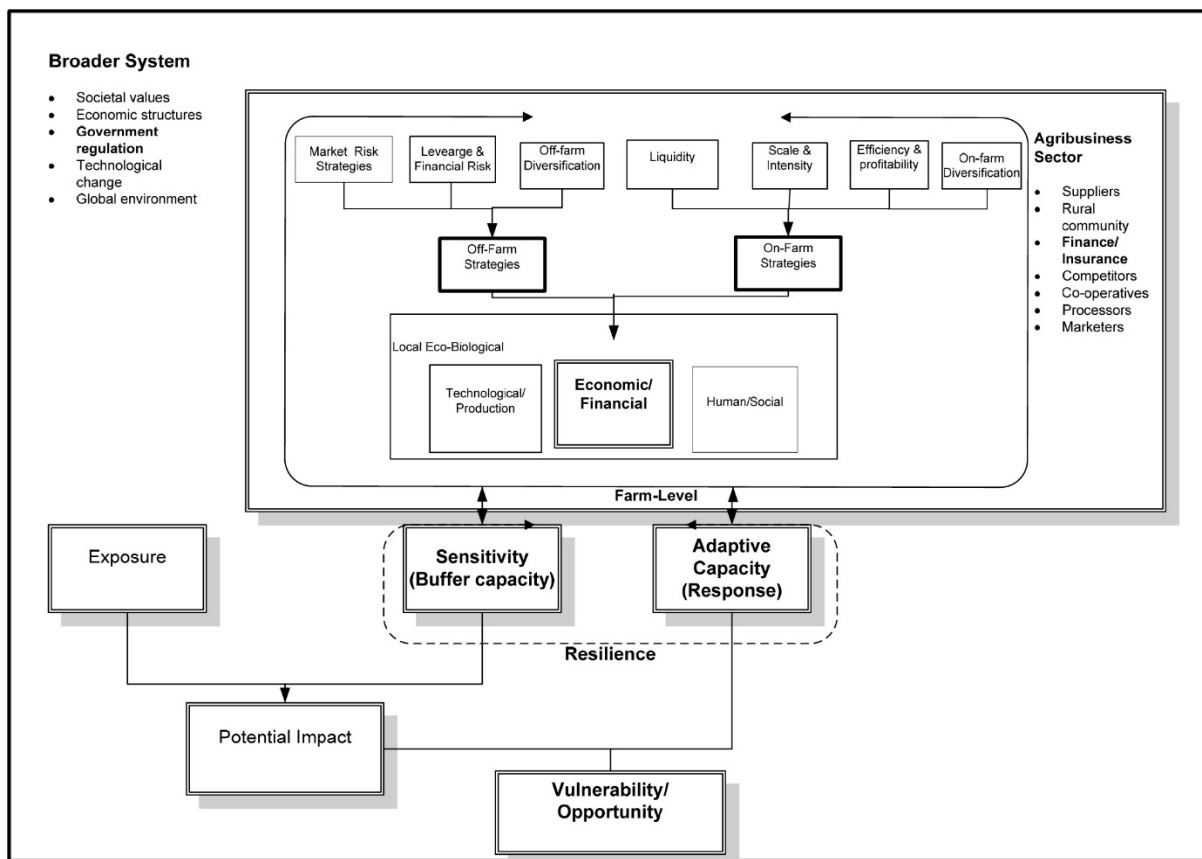 Broader System
• Societal values
• Economic structures
• Government
regulation
• Technological
change
• Global environment
Market Risk
Strategies
Levearge &
Financial Risk
Off-farm
Diversification
Liquidity
Scale &
Intensity
Efficiency &
profitability
On-farm
Diversification
Agribusiness
Sector
• Suppliers
• Rural
community
• Finance/
Insurance
• Competitors
• Co-operatives
• Processors
• Marketers
Off-Farm
Strategies
On-Farm
Strategies
Local Eco-Biological
Technological/
Production
Economic/
Financial
Human/Social
Farm-Level
Exposure
Sensitivity
(Buffer capacity)
Adaptive
Capacity
(Response)
Resilience
Potential Impact
Vulnerability/
Opportunity